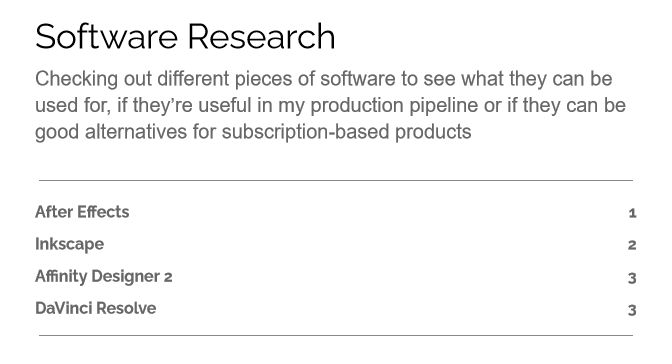 Software Research
Checking out different pieces of software to see what they can be
used for, if they’re useful in my production pipeline or if they can be
good alternatives for subscription-based products
After Effects 1
Inkscape 2
Affinity Designer 2 3
DaVinci Resolve 3